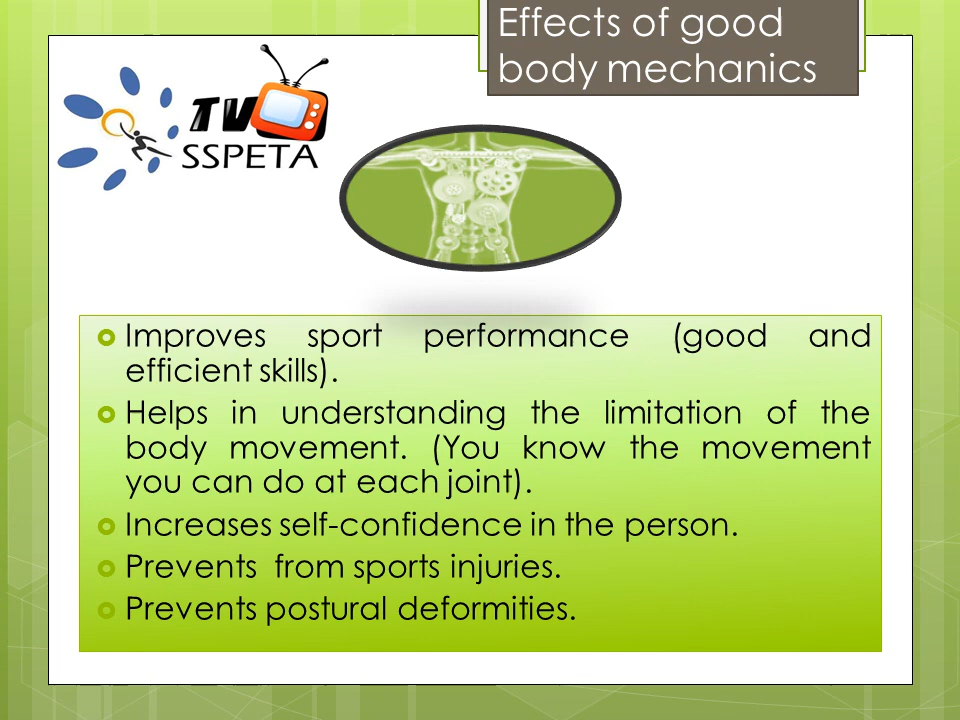 Effects of good
body mechanics
TV
SSPETA
Improves sport performance (good and
efficient skills).
Helps in understanding the limitation of the
body movement. (You know the movement
you can do at each joint).
Increases self-confidence in the person.
Prevents  from sports injuries.
Prevents postural deformities.